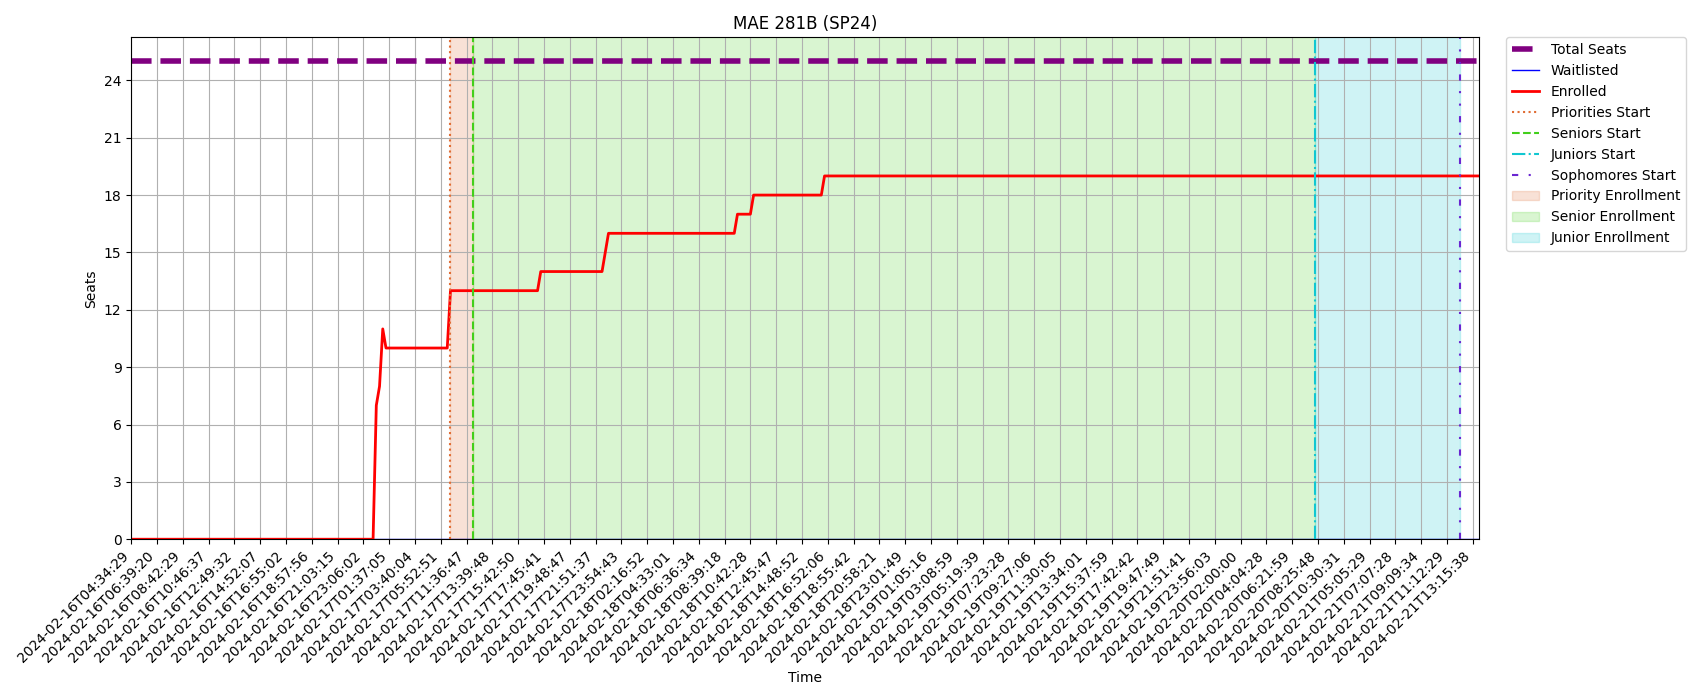 MAE 281B (SP24)
Total Seats
Waitlisted
Enrolled
Priorities Start
Seniors Start
Juniors Start
Sophomores Start
Priority Enrollment
Senior Enrollment
Junior Enrollment
Seats
24
21
18
15
12
9
6
3
0
2024-02-16T04:34:29
2024-02-16T06:39:20
2024-02-16T08:42:29
2024-02-16T10:46:37
2024-02-16T12:49:32
2024-02-16T14:52:07
2024-02-16T16:55:02
2024-02-16T18:57:56
2024-02-16T21:03:15
2024-02-16T23:06:02
2024-02-17T01:37:05
2024-02-17T03:40:04
2024-02-17T05:52:51
2024-02-17T11:36:47
2024-02-17T13:39:48
2024-02-17T15:42:50
2024-02-17T17:45:41
2024-02-17T19:48:47
2024-02-17T21:51:37
2024-02-17T23:54:43
2024-02-18T02:16:52
2024-02-18T04:33:01
2024-02-18T06:36:34
2024-02-18T08:39:18
2024-02-18T10:42:28
2024-02-18T12:45:47
2024-02-18T14:48:52
2024-02-18T16:52:06
2024-02-18T18:55:42
2024-02-18T20:58:21
2024-02-18T23:01:49
2024-02-19T01:05:16
2024-02-19T03:08:59
2024-02-19T05:19:39
2024-02-19T07:23:28
2024-02-19T09:27:06
2024-02-19T11:30:05
2024-02-19T13:34:01
2024-02-19T15:37:59
2024-02-19T17:42:42
2024-02-19T19:47:49
2024-02-19T21:51:41
2024-02-19T23:56:03
2024-02-20T02:00:00
2024-02-20T04:04:28
2024-02-20T06:21:59
2024-02-20T08:25:48
2024-02-20T10:30:31
2024-02-21T05:05:29
2024-02-21T07:07:28
2024-02-21T09:09:34
2024-02-21T11:12:29
2024-02-21T13:15:38
Time